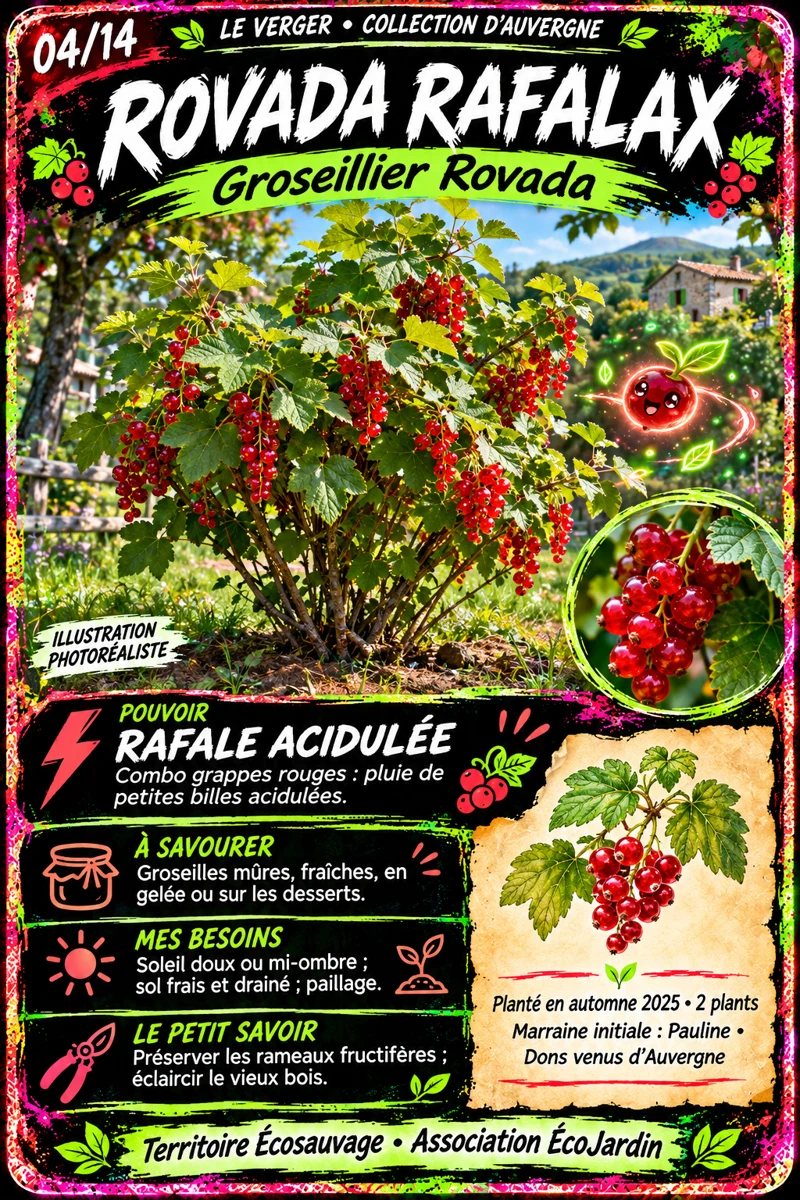 04/14
LE VERGER • COLLECTION D'AUVERGNE
ROVADA RAFALAX
Groseillier Rovada
ILLUSTRATION
PHOTORÉALISTE
POUVOIR
RAFALE ACIDULÉE
Combo grappes rouges : pluie de
petites billes acidulées.
À SAVOURER
Groseilles mûres, fraîches, en
gelée ou sur les desserts.
MES BESOINS
Soleil doux ou mi-ombre ;
sol frais et drainé ; paillage.
LE PETIT SAVOIR
Préserver les rameaux fructifères ;
éclaircir le vieux bois.
Planté en automne 2025 • 2 plants
Marraine initiale : Pauline •
Dons venus d'Auvergne
Territoire Écosauvage • Association ÉcoJardin